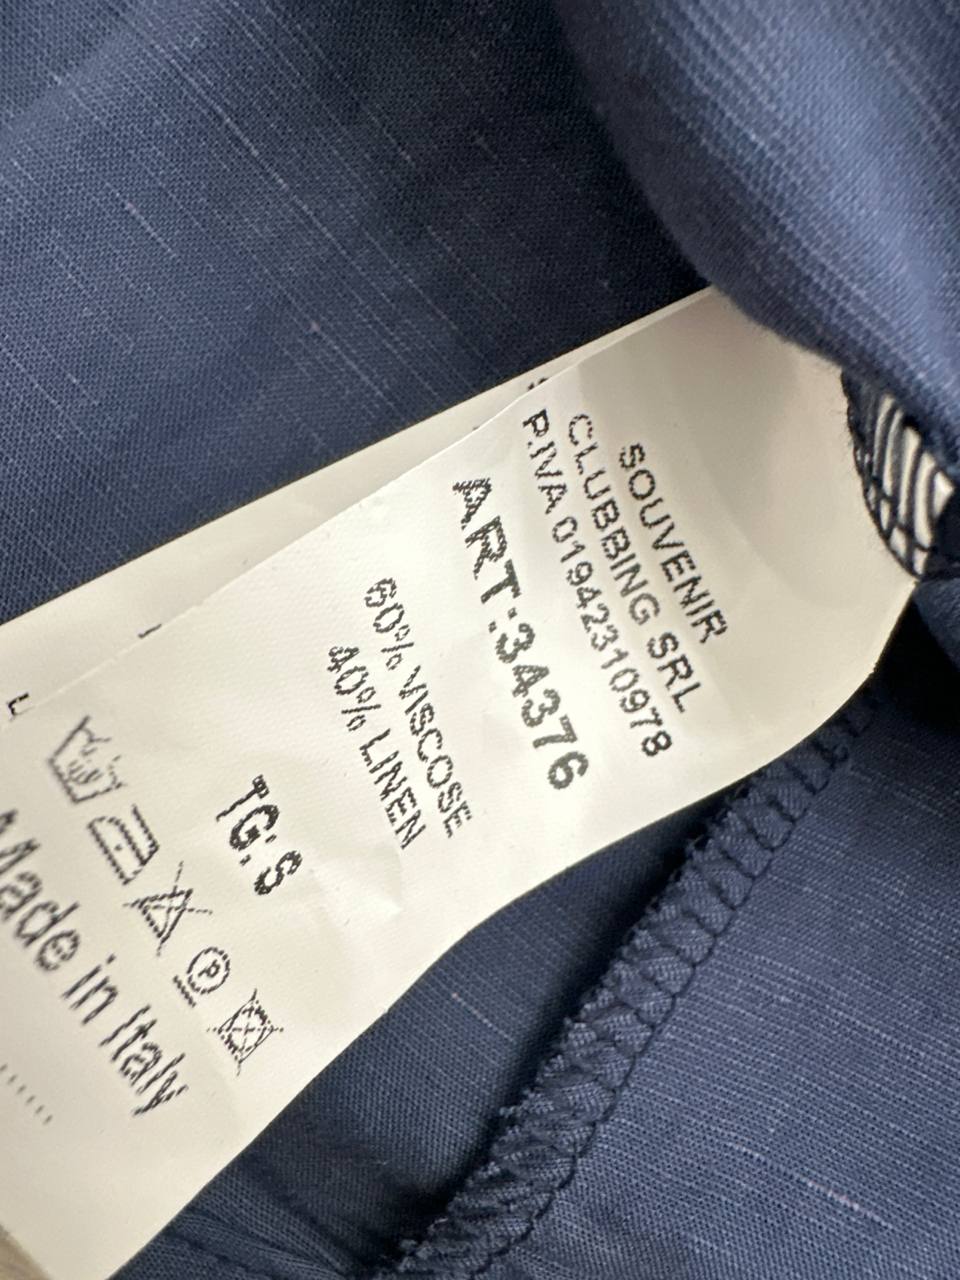 SOUVENIR
CLUBBING SRL
P.IVA 01942310978
ART:34376
60% VISCOSE
40% LINEN
TG: S
P
Made in Italy